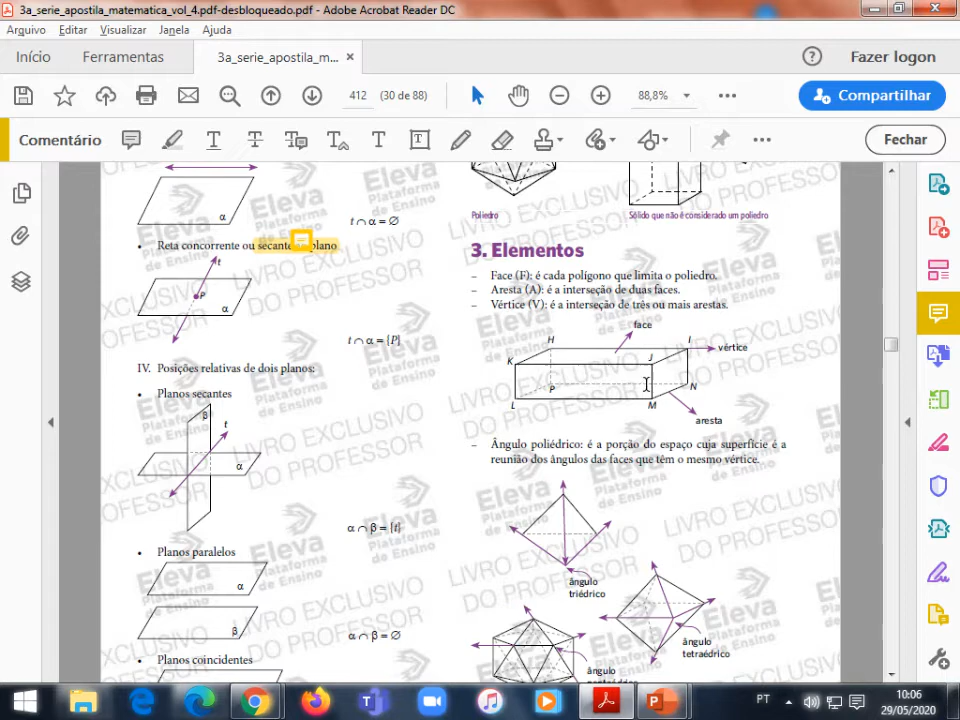 3a_serie_apostila_matematica_vol_4.pdf-desbloqueado.pdf - Adobe Acrobat Reader DC
Arquivo Editar Visualizar Janela Ajuda
Início Ferramentas 3a_serie_apostila_m... × Fazer logon
412 (30 de 88) 88,8% Compartilhar
Comentário Fechar
α
t ∩ α = ∅
• Reta concorrente ou secante plano
t
P
α
t ∩ α = {P}
IV. Posições relativas de dois planos:
• Planos secantes
β
t
α
α ∩ β = {t}
• Planos paralelos
α
β
α ∩ β = ∅
• Planos coincidentes
Poliedro Sólido que não é considerado um poliedro
3. Elementos
– Face (F): é cada polígono que limita o poliedro.
– Aresta (A): é a interseção de duas faces.
– Vértice (V): é a interseção de três ou mais arestas.
face
H I
vértice
K J
P N
L M
aresta
– Ângulo poliédrico: é a porção do espaço cuja superfície é a
reunião dos ângulos das faces que têm o mesmo vértice.
ângulo
triédrico
ângulo
tetraédrico
ângulo
Eleva
Plataforma
de Ensino
LIVRO EXCLUSIVO
DO PROFESSOR
PT 10:06
29/05/2020